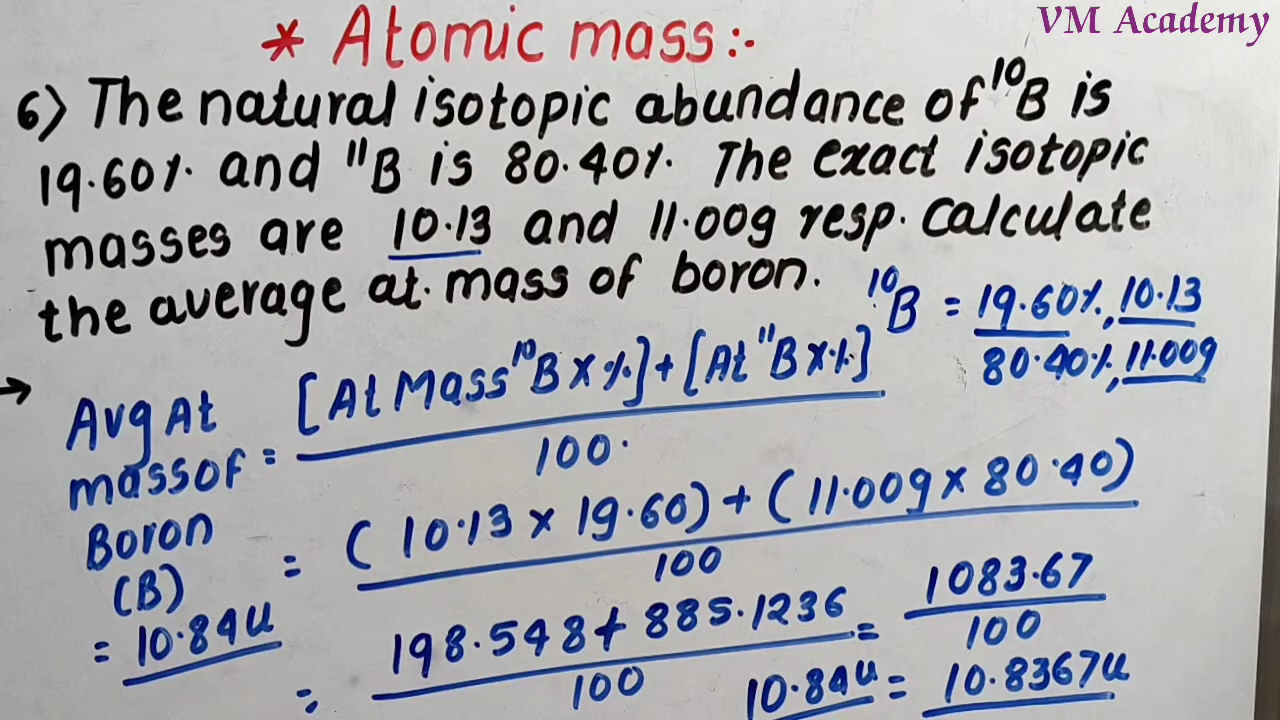 VM Academy
* Atomic mass:-
6) The natural isotopic abundance of ¹⁰B is
19.60%. and ¹¹B is 80.40%. The exact isotopic
masses are 10.13 and 11.009 resp. Calculate
the average at. mass of boron.
¹⁰B = 19.60%, 10.13
80.40%, 11.009
→ Avg At mass of Boron (B) = [At Mass ¹⁰B x %] + [At ¹¹B x %] / 100.
= (10.13 x 19.60) + (11.009 x 80.40) / 100
= 198.548 + 885.1236 / 100 = 1083.67 / 100
= 10.8367u
10.84u
= 10.84u